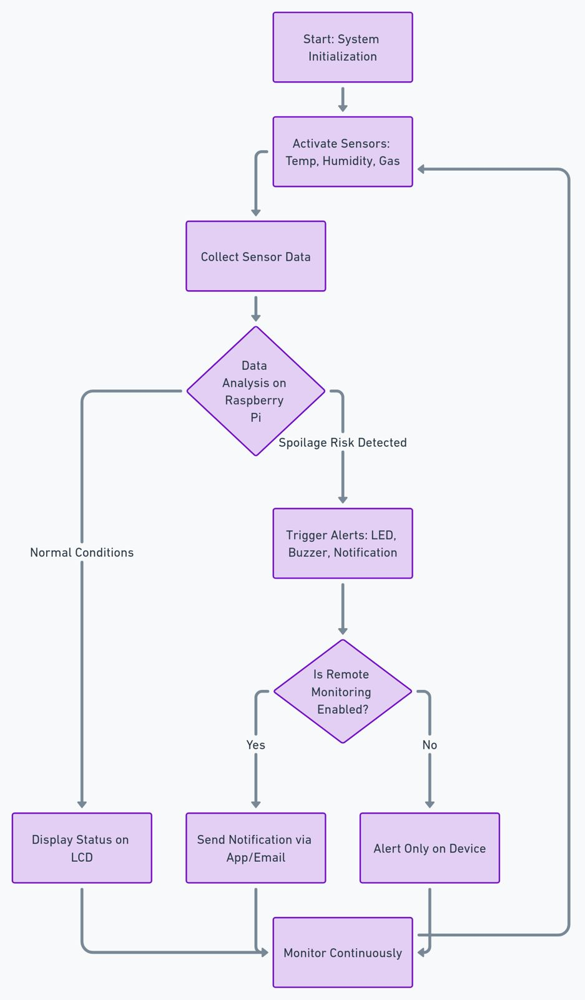 Start: System
Initialization
Activate Sensors:
Temp, Humidity, Gas
Collect Sensor Data
Data
Analysis on
Raspberry
Pi
Spoilage Risk Detected
Normal Conditions
Trigger Alerts: LED,
Buzzer, Notification
Is Remote
Monitoring
Enabled?
Yes
No
Display Status on
LCD
Send Notification via
App/Email
Alert Only on Device
Monitor Continuously